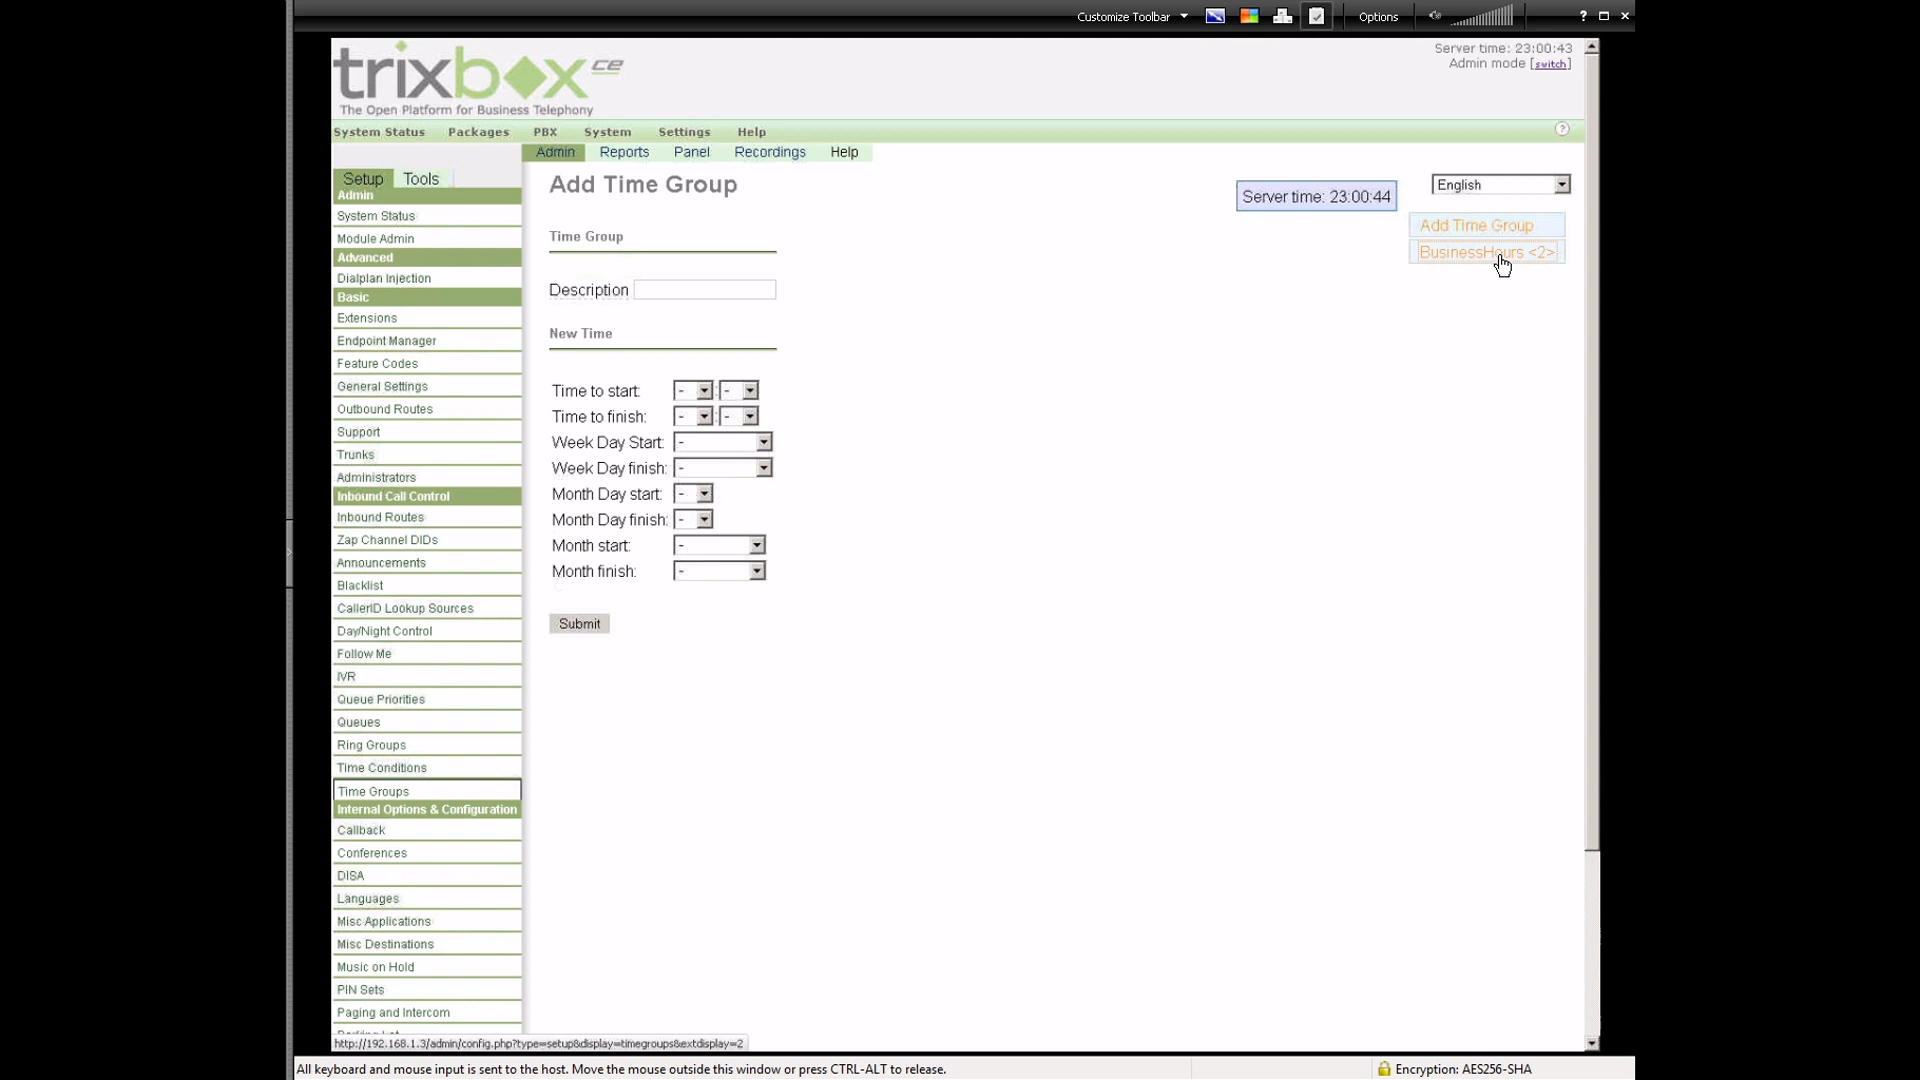 Customize Toolbar
Options
?
trixbox ce
The Open Platform for Business Telephony
Server time: 23:00:43
Admin mode [switch]
System Status Packages PBX System Settings Help
?
Admin Reports Panel Recordings Help
Setup Tools
Admin
System Status
Module Admin
Advanced
Dialplan Injection
Basic
Extensions
Endpoint Manager
Feature Codes
General Settings
Outbound Routes
Support
Trunks
Administrators
Inbound Call Control
Inbound Routes
Zap Channel DIDs
Announcements
Blacklist
CallerID Lookup Sources
Day/Night Control
Follow Me
IVR
Queue Priorities
Queues
Ring Groups
Time Conditions
Time Groups
Internal Options & Configuration
Callback
Conferences
DISA
Languages
Misc Applications
Misc Destinations
Music on Hold
PIN Sets
Paging and Intercom
Add Time Group
Time Group
Description
New Time
Time to start: - : -
Time to finish: - : -
Week Day Start: -
Week Day finish: -
Month Day start: -
Month Day finish: -
Month start: -
Month finish: -
Submit
Server time: 23:00:44
English
Add Time Group
BusinessHours <2>
http://192.168.1.3/admin/config.php?type=setup&display=timegroups&extdisplay=2
All keyboard and mouse input is sent to the host. Move the mouse outside this window or press CTRL-ALT to release.
Encryption: AES256-SHA